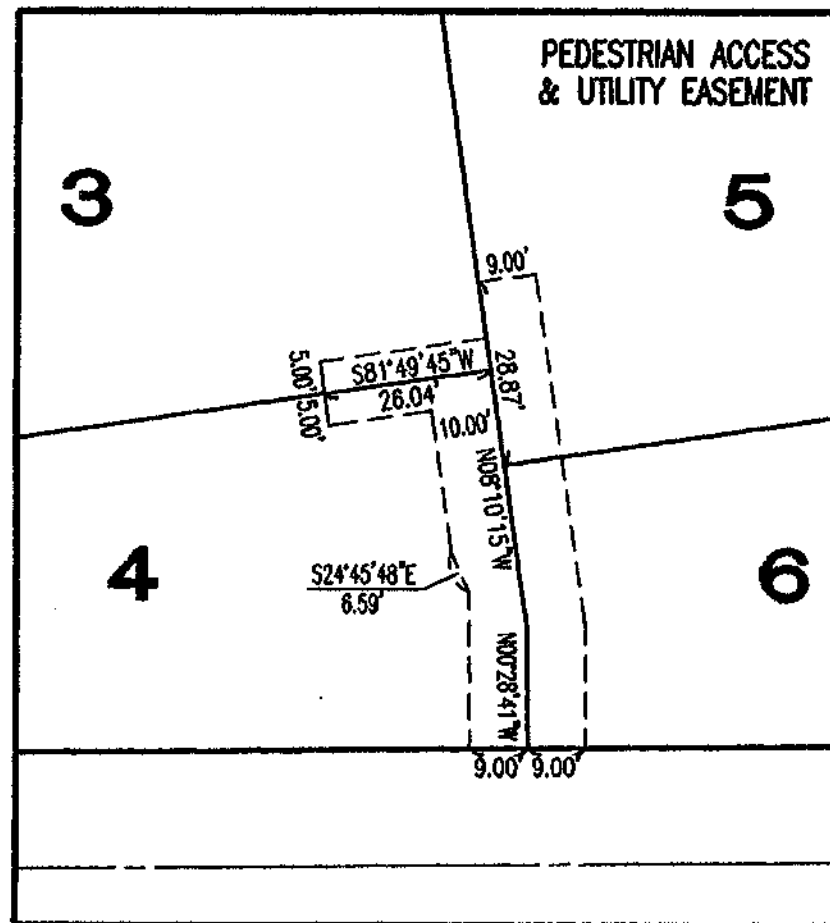 PEDESTRIAN ACCESS
& UTILITY EASEMENT
3
5
9.00'
5.00'
S81°49'45"W
28.87'
26.04'
5.00'
10.00'
N08°10'15"W
4
S24°45'48"E
6.59'
6
N00°28'41"W
9.00'
9.00'